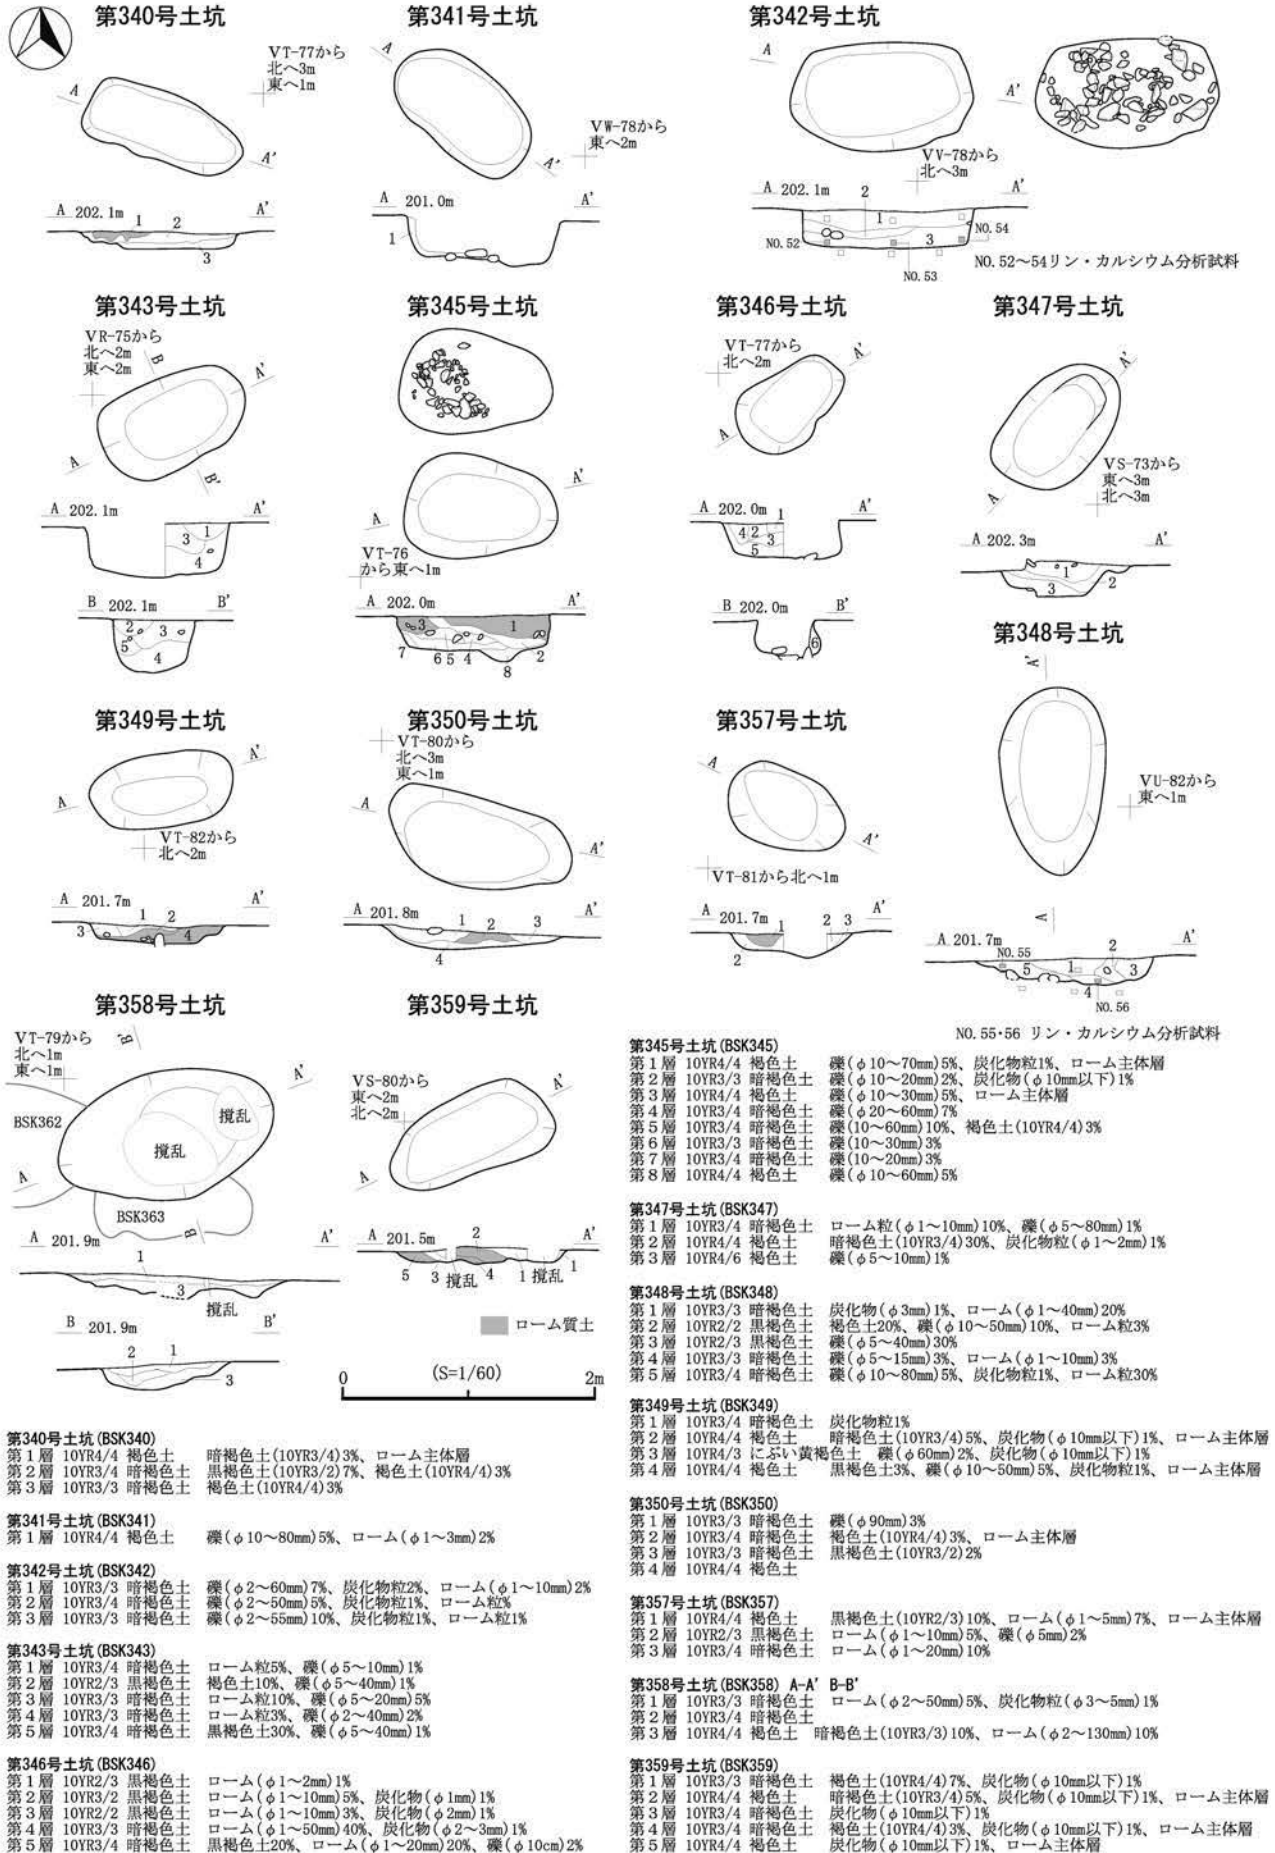 第340号土坑
VT-77から
北へ3m
東へ1m
A
A'
A 202.1m
A'
1
2
3
第341号土坑
A
A'
VW-78から
東へ2m
A 201.0m
A'
1
第342号土坑
A
A'
VV-78から
北へ3m
A 202.1m
A'
2
1
3
NO.52
NO.54
NO.53
NO.52～54リン・カルシウム分析試料
第343号土坑
VR-75から
北へ2m
東へ2m
B
A'
A
B'
A 202.1m
A'
1
3
4
B 202.1m
B'
2
3
5
4
第345号土坑
A'
A
VT-76
から東へ1m
A 202.0m
A'
3
1
7
6 5 4
2
8
第346号土坑
VT-77から
北へ2m
A'
A
A 202.0m
A'
1
4 2 3
5
B 202.0m
B'
6
第347号土坑
A'
A
VS-73から
東へ3m
北へ3m
A 202.3m
A'
1
2
3
第348号土坑
A'
VU-82から
東へ1m
A
A 201.7m
A'
NO.55
2
5
1
3
4
NO.56
NO.55・56 リン・カルシウム分析試料
第349号土坑
A'
A
VT-82から
北へ2m
A 201.7m
A'
1 2
3
4
第350号土坑
VT-80から
北へ3m
東へ1m
A
A'
A 201.8m
A'
1 2 3
4
第357号土坑
A
A'
VT-81から北へ1m
A 201.7m
A'
1
2 3
2
第358号土坑
VT-79から
北へ1m
東へ1m
B'
A'
BSK362
撹乱
撹乱
A
BSK363
B
A 201.9m
A'
1
3
撹乱
B 201.9m
B'
2 1
3
第359号土坑
VS-80から
東へ2m
北へ2m
A'
A
A 201.5m
A'
2
5 3 撹乱 4 1 撹乱 1
ローム質土
(S=1/60)
0
2m
第340号土坑(BSK340)
第1層 10YR4/4 褐色土 暗褐色土(10YR3/4)3%、ローム主体層
第2層 10YR3/4 暗褐色土 黒褐色土(10YR3/2)7%、褐色土(10YR4/4)3%
第3層 10YR3/3 暗褐色土 褐色土(10YR4/4)3%
第341号土坑(BSK341)
第1層 10YR4/4 褐色土 礫(φ10～80mm)5%、ローム(φ1～3mm)2%
第342号土坑(BSK342)
第1層 10YR3/3 暗褐色土 礫(φ2～60mm)7%、炭化物粒2%、ローム(φ1～10mm)2%
第2層 10YR3/4 暗褐色土 礫(φ2～50mm)5%、炭化物粒1%、ローム粒%
第3層 10YR3/3 暗褐色土 礫(φ2～55mm)10%、炭化物粒1%、ローム粒1%
第343号土坑(BSK343)
第1層 10YR3/4 暗褐色土 ローム粒5%、礫(φ5～10mm)1%
第2層 10YR2/3 黒褐色土 褐色土10%、礫(φ5～40mm)1%
第3層 10YR3/3 暗褐色土 ローム粒10%、礫(φ5～20mm)5%
第4層 10YR3/3 暗褐色土 ローム粒3%、礫(φ2～40mm)2%
第5層 10YR3/4 暗褐色土 黒褐色土30%、礫(φ5～40mm)1%
第346号土坑(BSK346)
第1層 10YR2/3 黒褐色土 ローム(φ1～2mm)1%
第2層 10YR3/2 黒褐色土 ローム(φ1～10mm)5%、炭化物(φ1mm)1%
第3層 10YR2/2 黒褐色土 ローム(φ1～10mm)3%、炭化物(φ2mm)1%
第4層 10YR3/3 暗褐色土 ローム(φ1～50mm)40%、炭化物(φ2～3mm)1%
第5層 10YR3/4 暗褐色土 黒褐色土20%、ローム(φ1～20mm)20%、礫(φ10cm)2%
第345号土坑(BSK345)
第1層 10YR4/4 褐色土 礫(φ10～70mm)5%、炭化物粒1%、ローム主体層
第2層 10YR3/3 暗褐色土 礫(φ10～20mm)2%、炭化物(φ10mm以下)1%
第3層 10YR4/4 褐色土 礫(φ10～30mm)5%、ローム主体層
第4層 10YR3/4 暗褐色土 礫(φ20～60mm)7%
第5層 10YR3/4 暗褐色土 礫(10～60mm)10%、褐色土(10YR4/4)3%
第6層 10YR3/3 暗褐色土 礫(10～30mm)3%
第7層 10YR3/4 暗褐色土 礫(10～20mm)3%
第8層 10YR4/4 褐色土 礫(φ10～60mm)5%
第347号土坑(BSK347)
第1層 10YR3/4 暗褐色土 ローム粒(φ1～10mm)10%、礫(φ5～80mm)1%
第2層 10YR4/4 褐色土 暗褐色土(10YR3/4)30%、炭化物粒(φ1～2mm)1%
第3層 10YR4/6 褐色土 礫(φ5～10mm)1%
第348号土坑(BSK348)
第1層 10YR3/3 暗褐色土 炭化物(φ3mm)1%、ローム(φ1～40mm)20%
第2層 10YR2/2 黒褐色土 褐色土20%、礫(φ10～50mm)10%、ローム粒3%
第3層 10YR2/3 黒褐色土 礫(φ5～40mm)30%
第4層 10YR3/3 暗褐色土 礫(φ5～15mm)3%、ローム(φ1～10mm)3%
第5層 10YR3/4 暗褐色土 礫(φ10～80mm)5%、炭化物粒1%、ローム粒30%
第349号土坑(BSK349)
第1層 10YR3/4 暗褐色土 炭化物粒1%
第2層 10YR4/4 褐色土 暗褐色土(10YR3/4)5%、炭化物(φ10mm以下)1%、ローム主体層
第3層 10YR4/3 にぶい黄褐色土 礫(φ60mm)2%、炭化物(φ10mm以下)1%
第4層 10YR4/4 褐色土 黒褐色土3%、礫(φ10～50mm)5%、炭化物粒1%、ローム主体層
第350号土坑(BSK350)
第1層 10YR3/3 暗褐色土 礫(φ90mm)3%
第2層 10YR3/4 暗褐色土 褐色土(10YR4/4)3%、ローム主体層
第3層 10YR3/3 暗褐色土 黒褐色土(10YR3/2)2%
第4層 10YR4/4 褐色土
第357号土坑(BSK357)
第1層 10YR4/4 褐色土 黒褐色土(10YR2/3)10%、ローム(φ1～5mm)7%、ローム主体層
第2層 10YR2/3 黒褐色土 ローム(φ1～10mm)5%、礫(φ5mm)2%
第3層 10YR3/4 暗褐色土 ローム(φ1～20mm)10%
第358号土坑(BSK358) A-A' B-B'
第1層 10YR3/3 暗褐色土 ローム(φ2～50mm)5%、炭化物粒(φ3～5mm)1%
第2層 10YR3/4 暗褐色土
第3層 10YR4/4 褐色土 暗褐色土(10YR3/3)10%、ローム(φ2～130mm)10%
第359号土坑(BSK359)
第1層 10YR3/3 暗褐色土 褐色土(10YR4/4)7%、炭化物(φ10mm以下)1%
第2層 10YR4/4 褐色土 暗褐色土(10YR3/4)5%、炭化物(φ10mm以下)1%、ローム主体層
第3層 10YR3/4 暗褐色土 炭化物(φ10mm以下)1%
第4層 10YR3/4 暗褐色土 褐色土(10YR4/4)3%、炭化物(φ10mm以下)1%、ローム主体層
第5層 10YR4/4 褐色土 炭化物(φ10mm以下)1%、ローム主体層